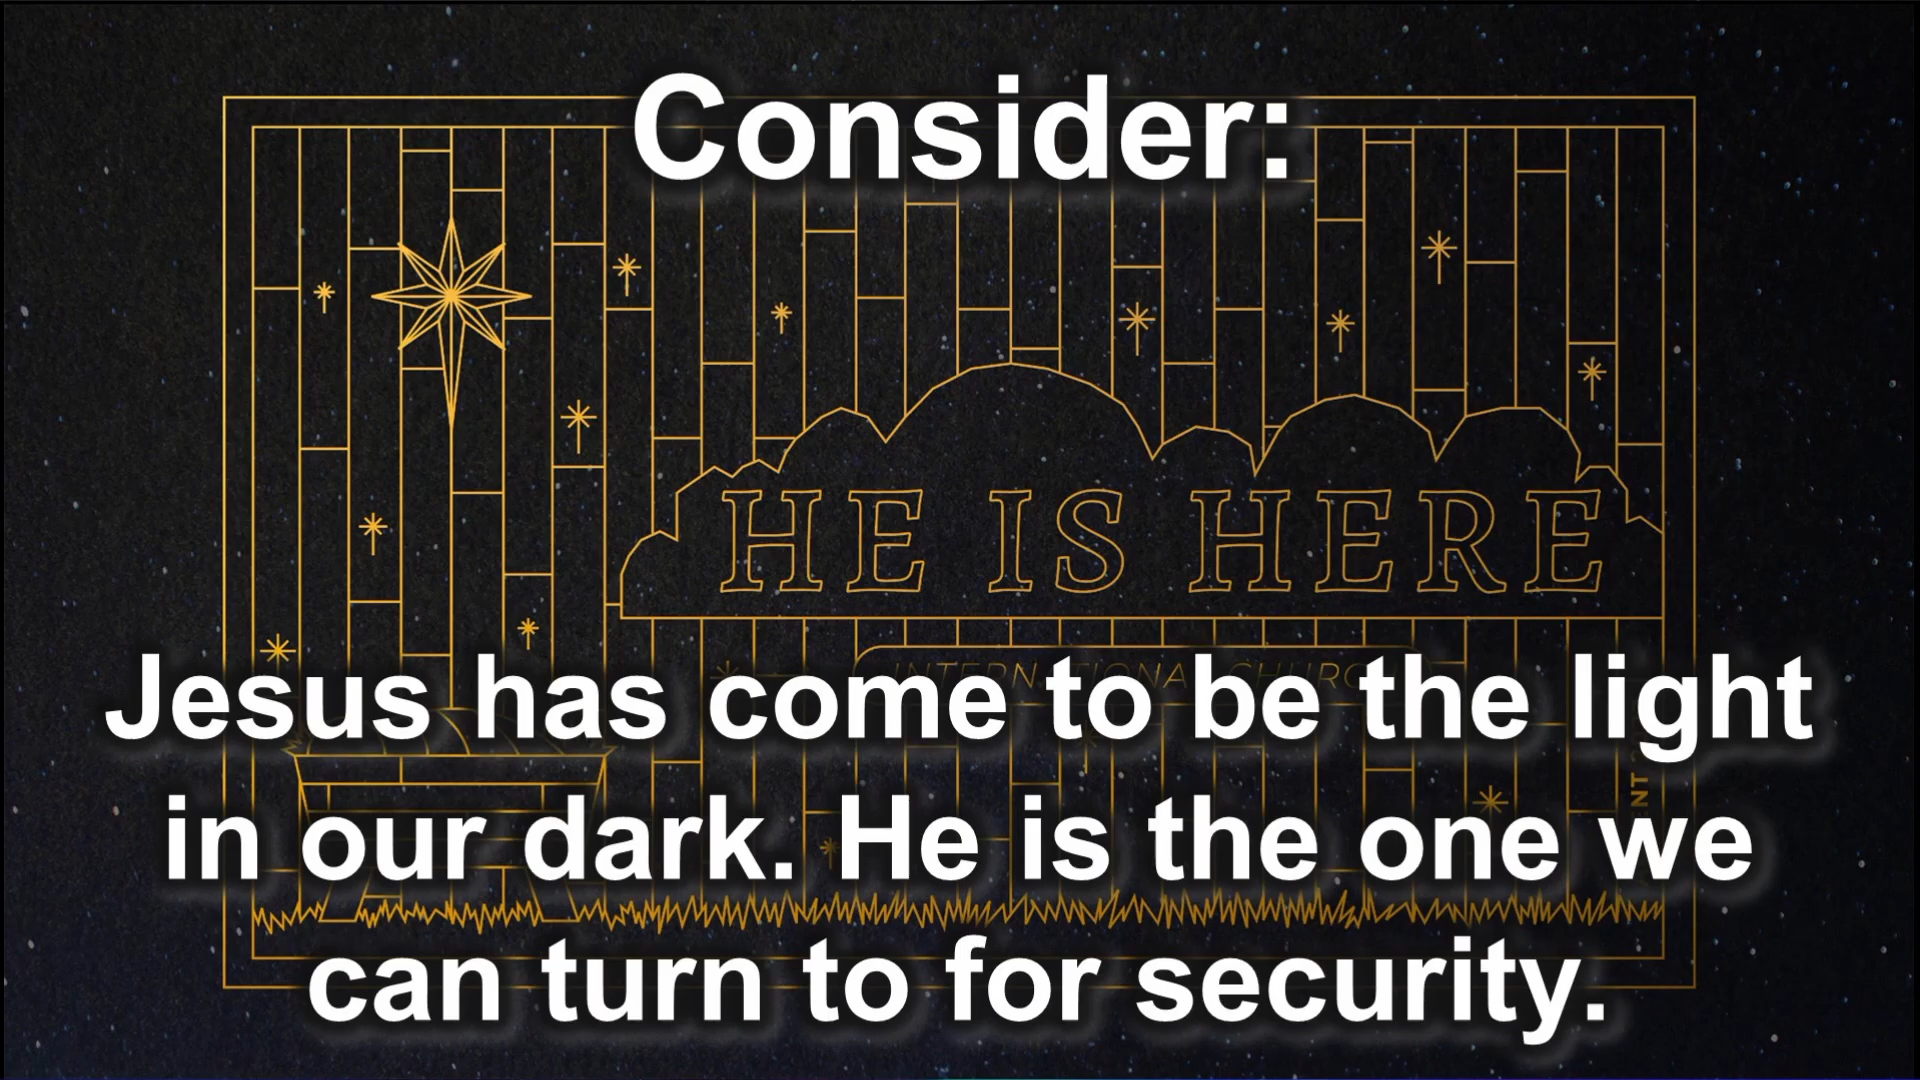 Consider:
HE IS HERE
INTERNATIONAL CHURCH
Jesus has come to be the light
in our dark. He is the one we
can turn to for security.